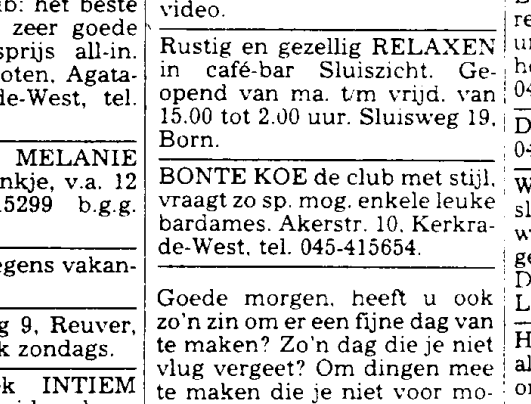 b: het beste
zeer goede
sprijs all-in.
oten, Agata-
de-West, tel.
MELANIE
nkje, v.a. 12
15299 b.g.g.
egens vakan-
g 9, Reuver,
k zondags.
k INTIEM
video.
Rustig en gezellig RELAXEN
in café-bar Sluiszicht. Ge-
opend van ma. t/m vrijd. van
15.00 tot 2.00 uur. Sluisweg 19,
Born.
BONTE KOE de club met stijl,
vraagt zo sp. mog. enkele leuke
bardames. Akerstr. 10, Kerkra-
de-West, tel. 045-415654.
Goede morgen, heeft u ook
zo'n zin om er een fijne dag van
te maken? Zo'n dag die je niet
vlug vergeet? Om dingen mee
te maken die je niet voor mo-